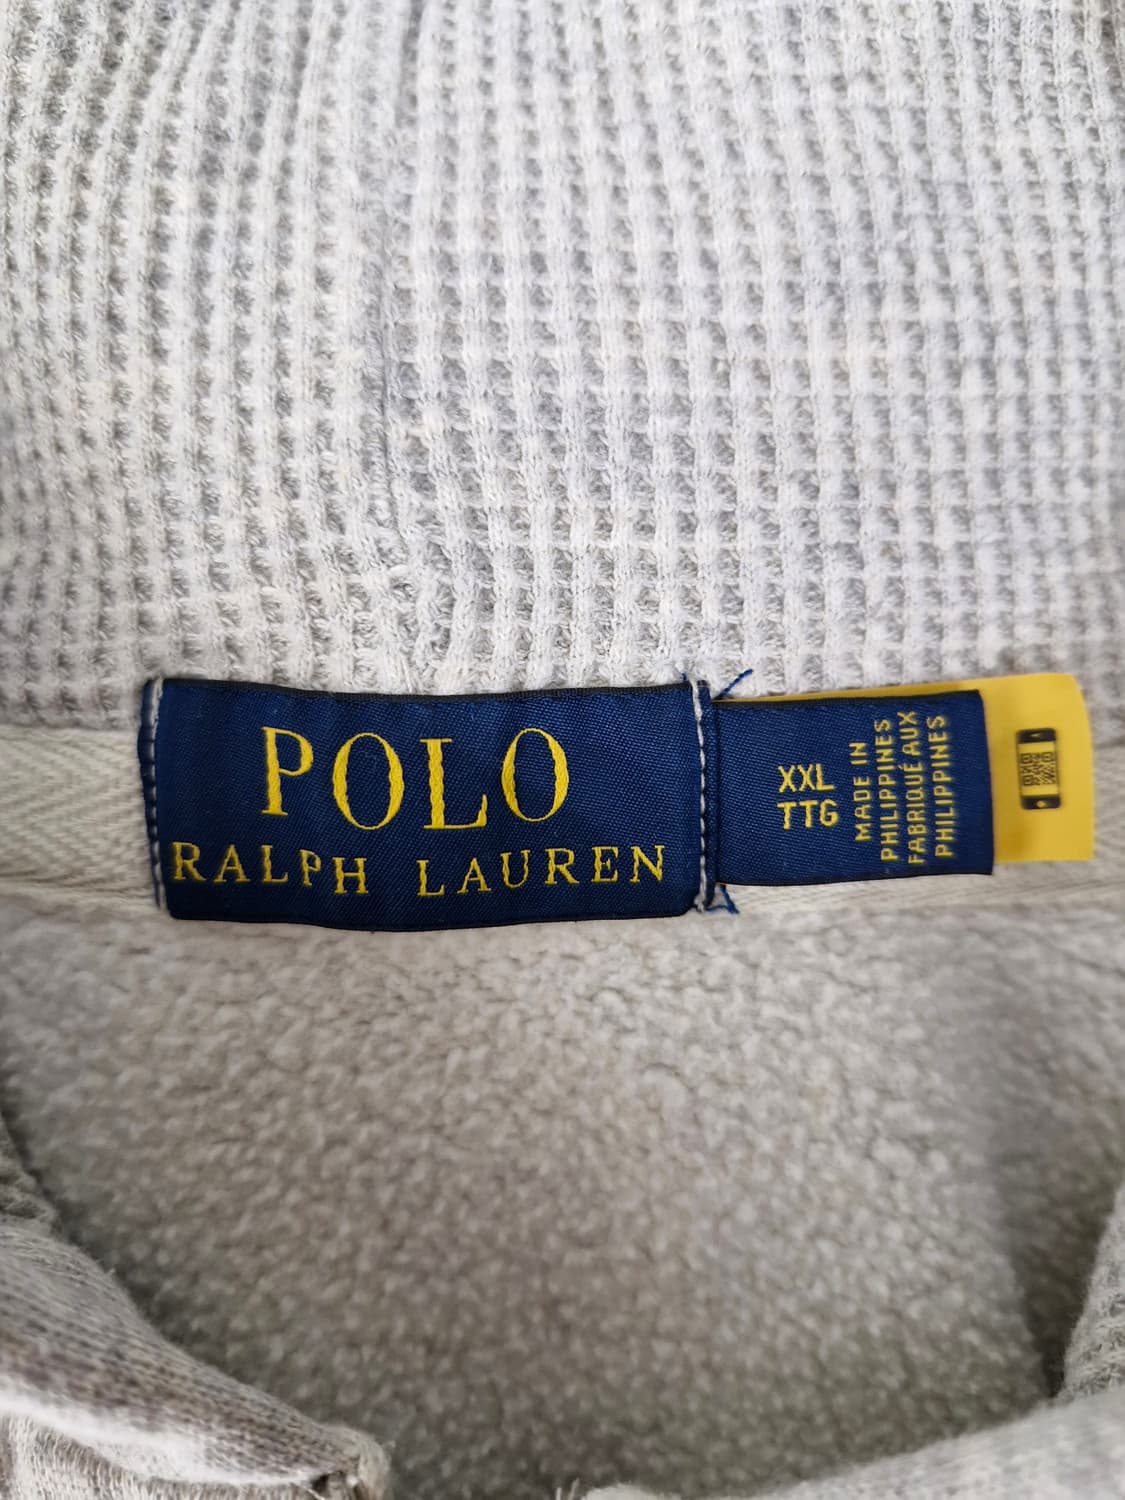 POLO
RALPH LAUREN
XXL
TTG
MADE IN
PHILIPPINES
FABRIQUÉ AUX
PHILIPPINES